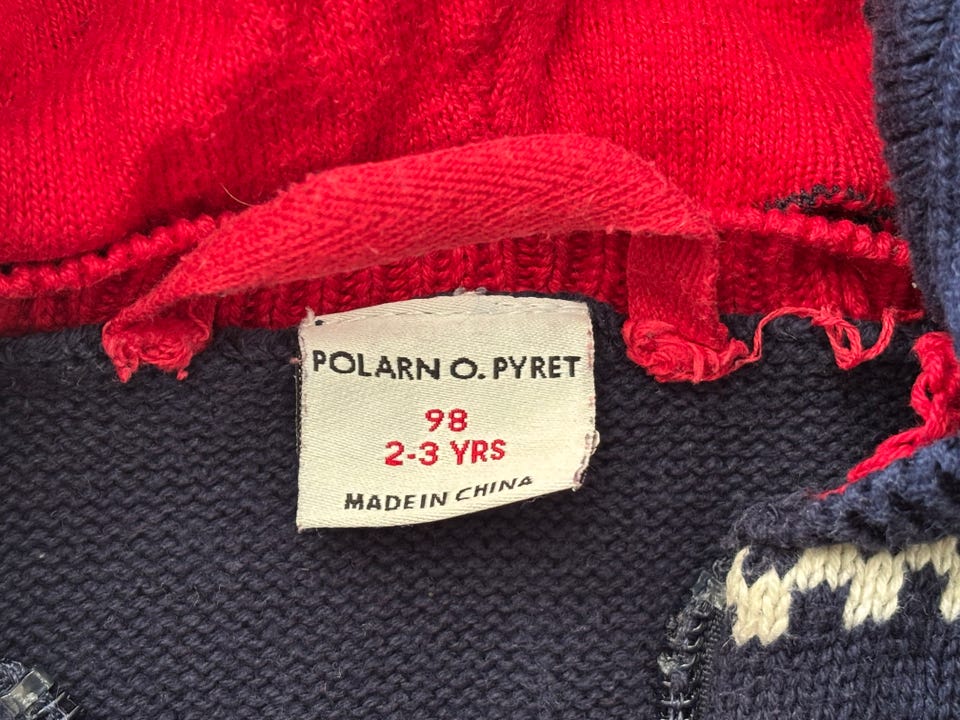 POLARN O. PYRET
98
2-3 YRS
MADE IN CHINA